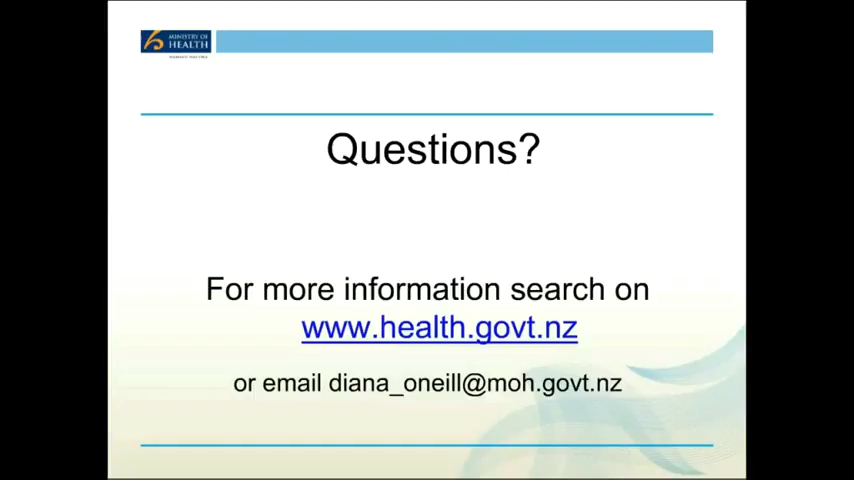 MINISTRY OF
HEALTH
Questions?
For more information search on
www.health.govt.nz
or email diana_oneill@moh.govt.nz